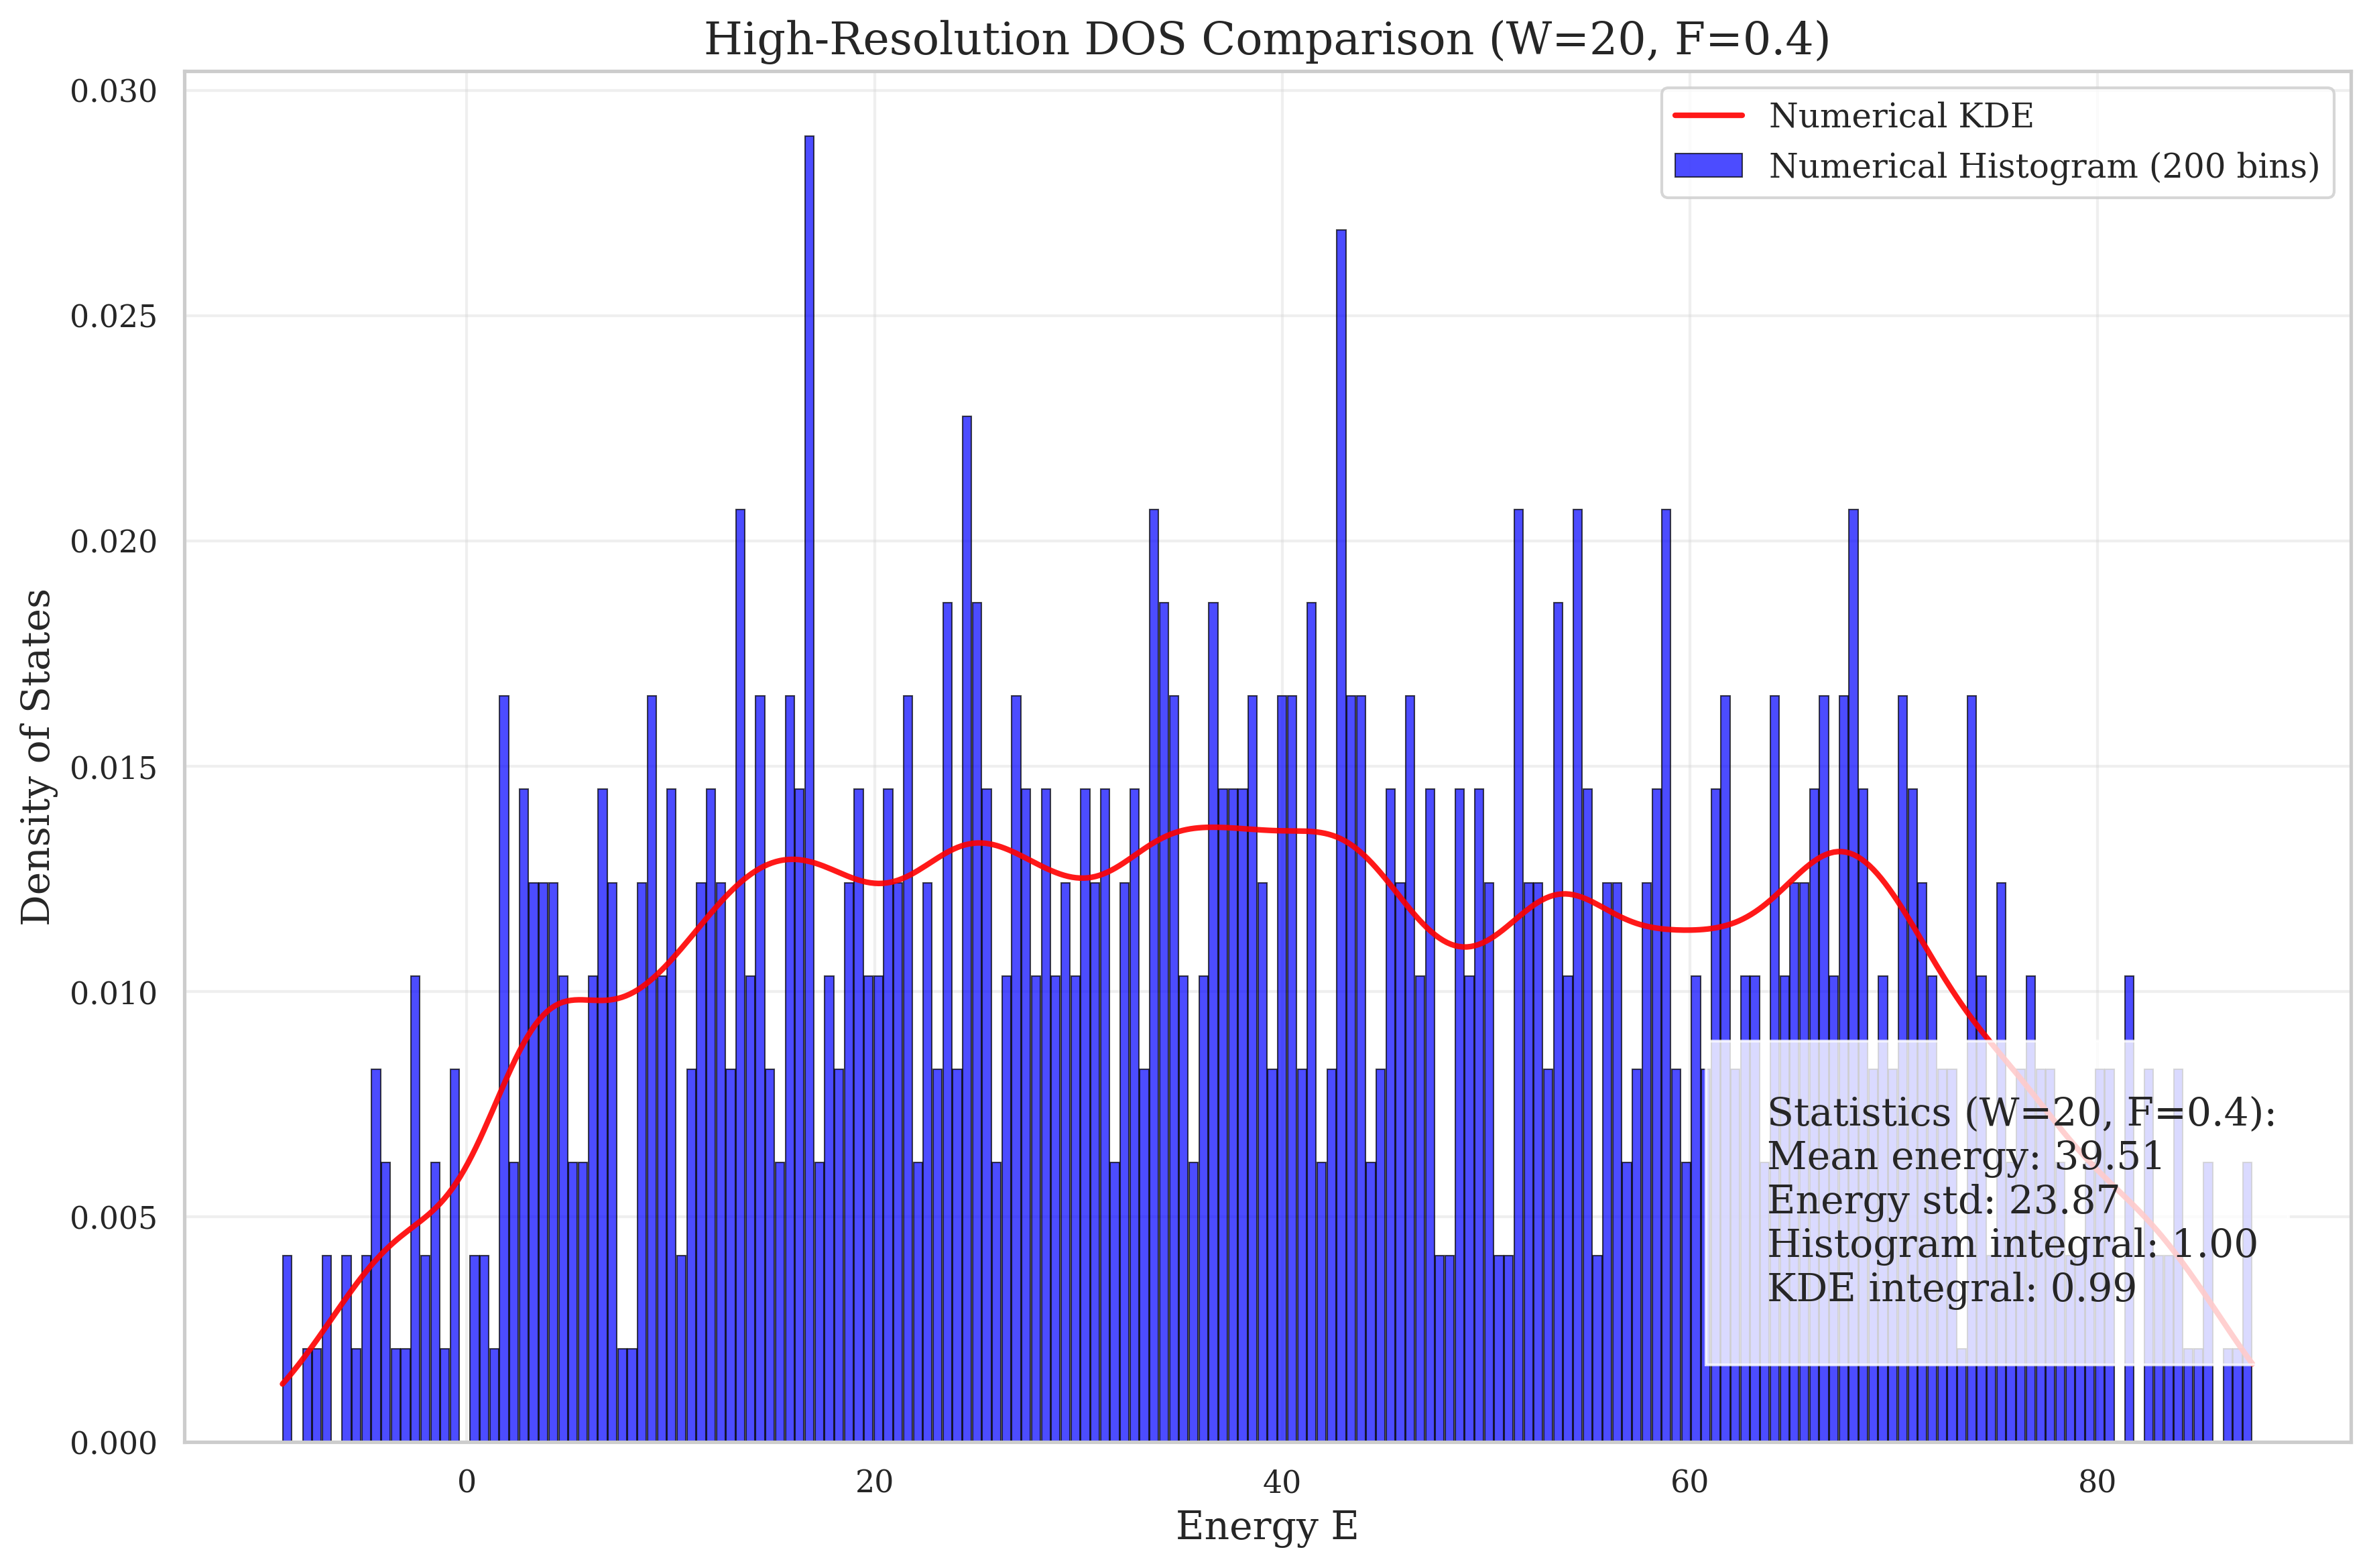 High-Resolution DOS Comparison (W=20, F=0.4)
Numerical KDE
Numerical Histogram (200 bins)
Density of States
0.030
0.025
0.020
0.015
0.010
0.005
0.000
Statistics (W=20, F=0.4):
Mean energy: 39.51
Energy std: 23.87
Histogram integral: 1.00
KDE integral: 0.99
0 20 40 60 80
Energy E